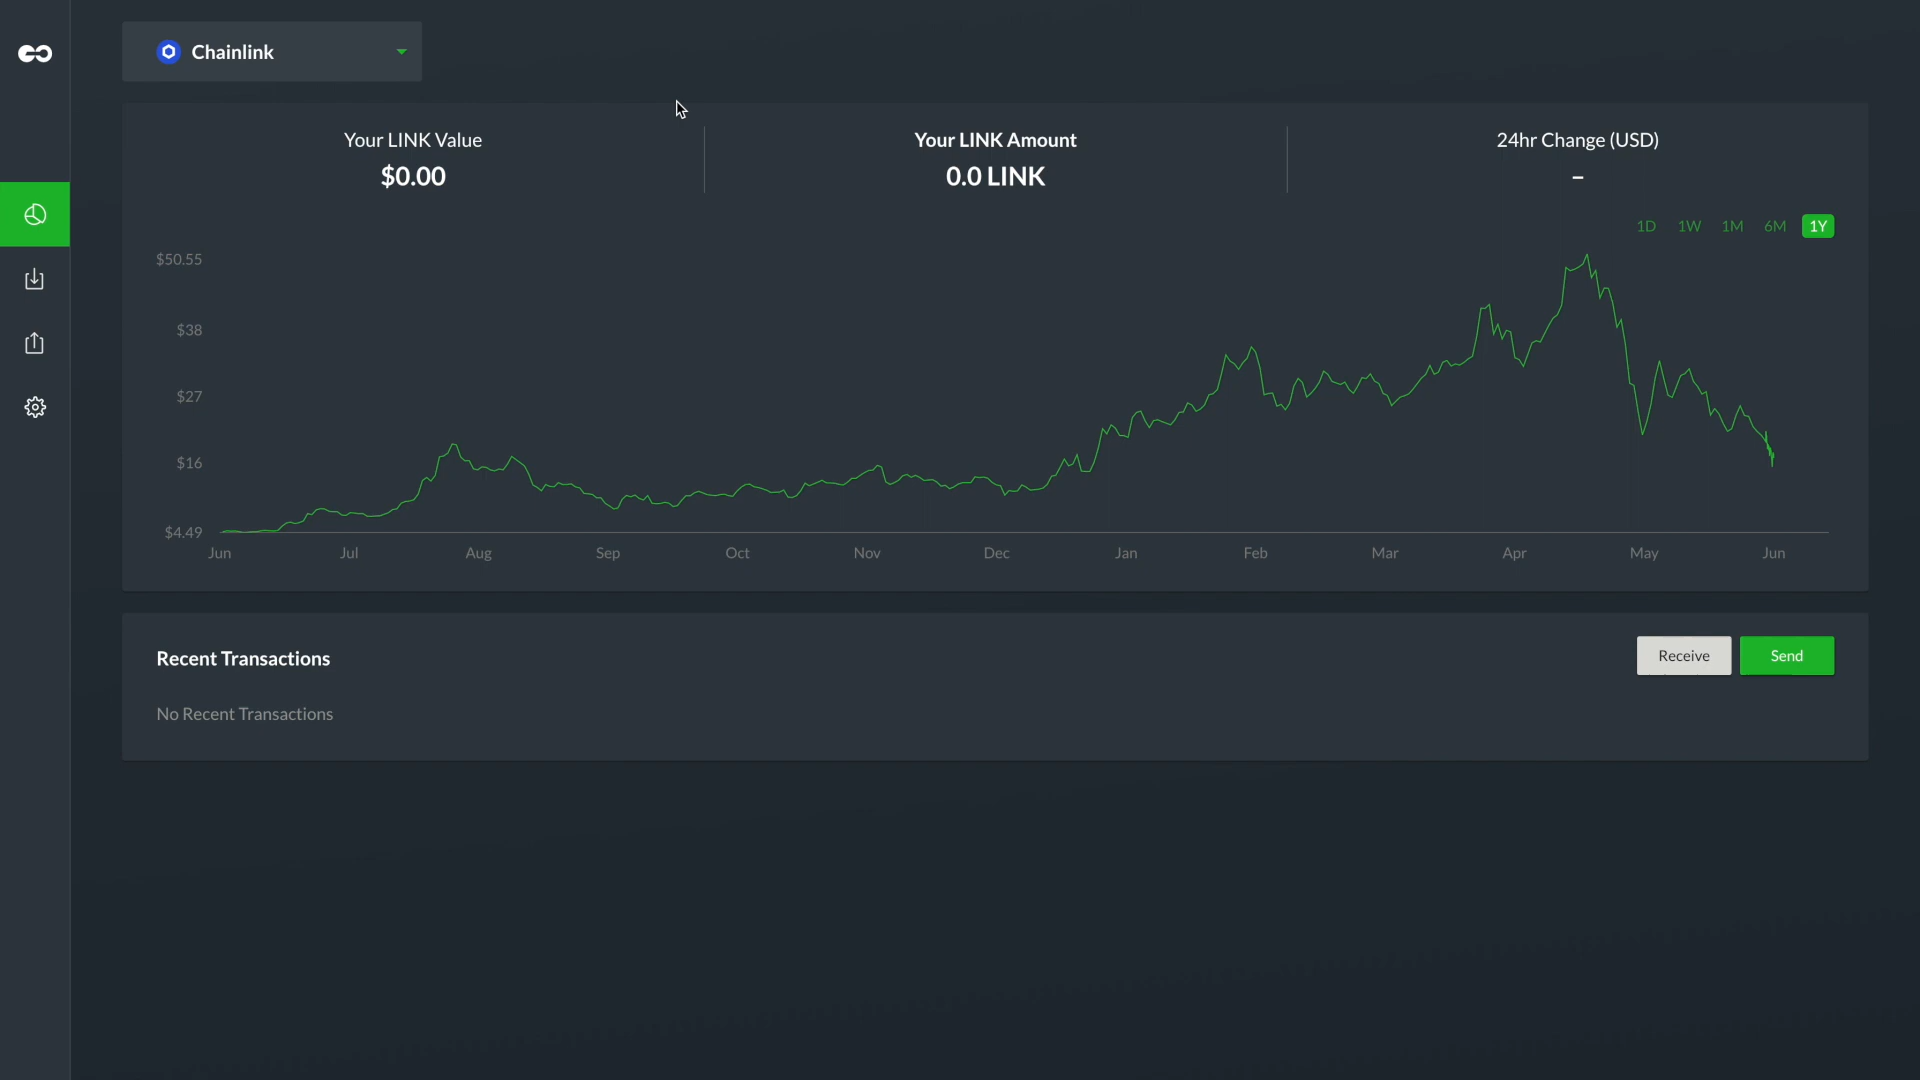 Chainlink
Your LINK Value
$0.00
Your LINK Amount
0.0 LINK
24hr Change (USD)
–
1D 1W 1M 6M 1Y
$50.55
$38
$27
$16
$4.49
Jun Jul Aug Sep Oct Nov Dec Jan Feb Mar Apr May Jun
Recent Transactions
Receive
Send
No Recent Transactions